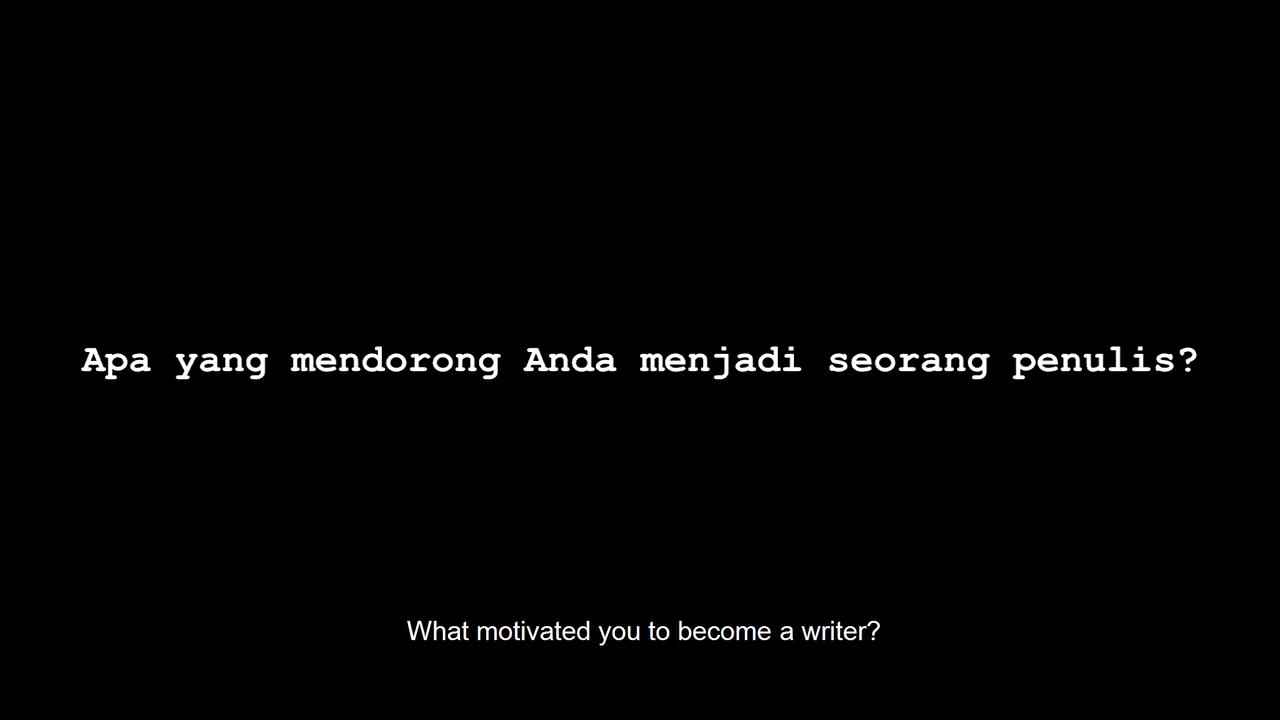 Apa yang mendorong Anda menjadi seorang penulis?
What motivated you to become a writer?